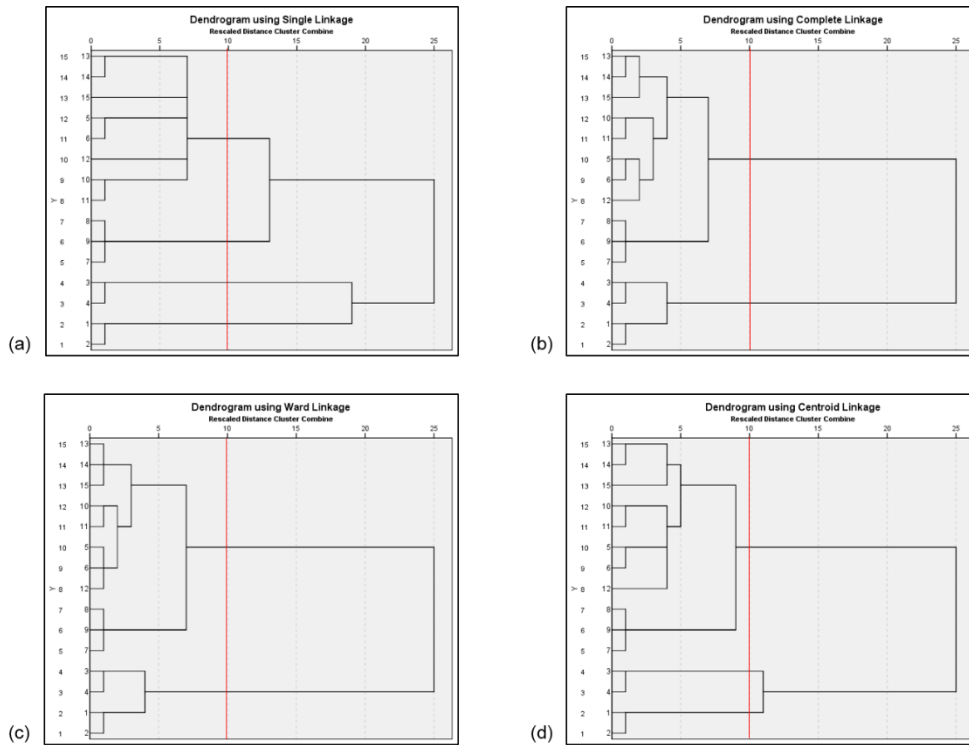 Dendrogram using Single Linkage
Rescaled Distance Cluster Combine
0 5 10 15 20 25
15 13
14 14
13 15
12 5
11 6
10 12
9 10
Y 8 11
7 8
6 9
5 7
4 3
3 4
2 1
(a) 1 2
Dendrogram using Complete Linkage
Rescaled Distance Cluster Combine
0 5 10 15 20 25
15 13
14 14
13 15
12 10
11 11
10 5
9 6
Y 8 12
7 8
6 9
5 7
4 3
3 4
2 1
(b) 1 2
Dendrogram using Ward Linkage
Rescaled Distance Cluster Combine
0 5 10 15 20 25
15 13
14 14
13 15
12 10
11 11
10 5
9 6
Y 8 12
7 8
6 9
5 7
4 3
3 4
2 1
(c) 1 2
Dendrogram using Centroid Linkage
Rescaled Distance Cluster Combine
0 5 10 15 20 25
15 13
14 14
13 15
12 10
11 11
10 5
9 6
Y 8 12
7 8
6 9
5 7
4 3
3 4
2 1
(d) 1 2